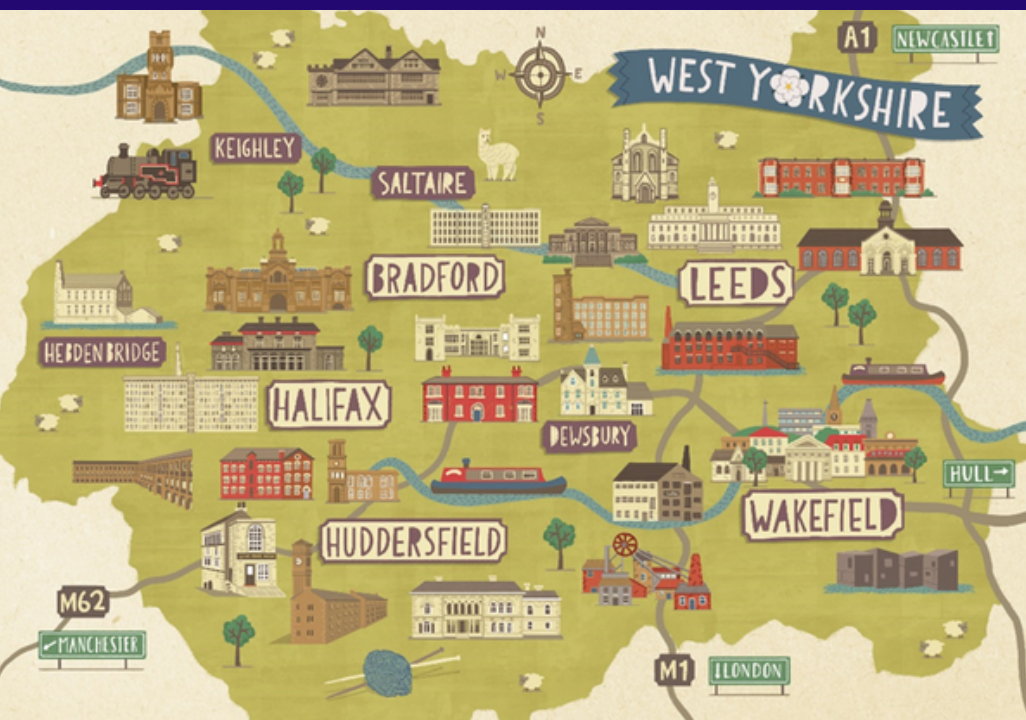 N
W E
S
A1
NEWCASTLE↑
WEST YORKSHIRE
KEIGHLEY
SALTAIRE
BRADFORD
LEEDS
HEBDEN BRIDGE
HALIFAX
DEWSBURY
HULL→
WAKEFIELD
HUDDERSFIELD
M62
↙MANCHESTER
M1
↓LONDON